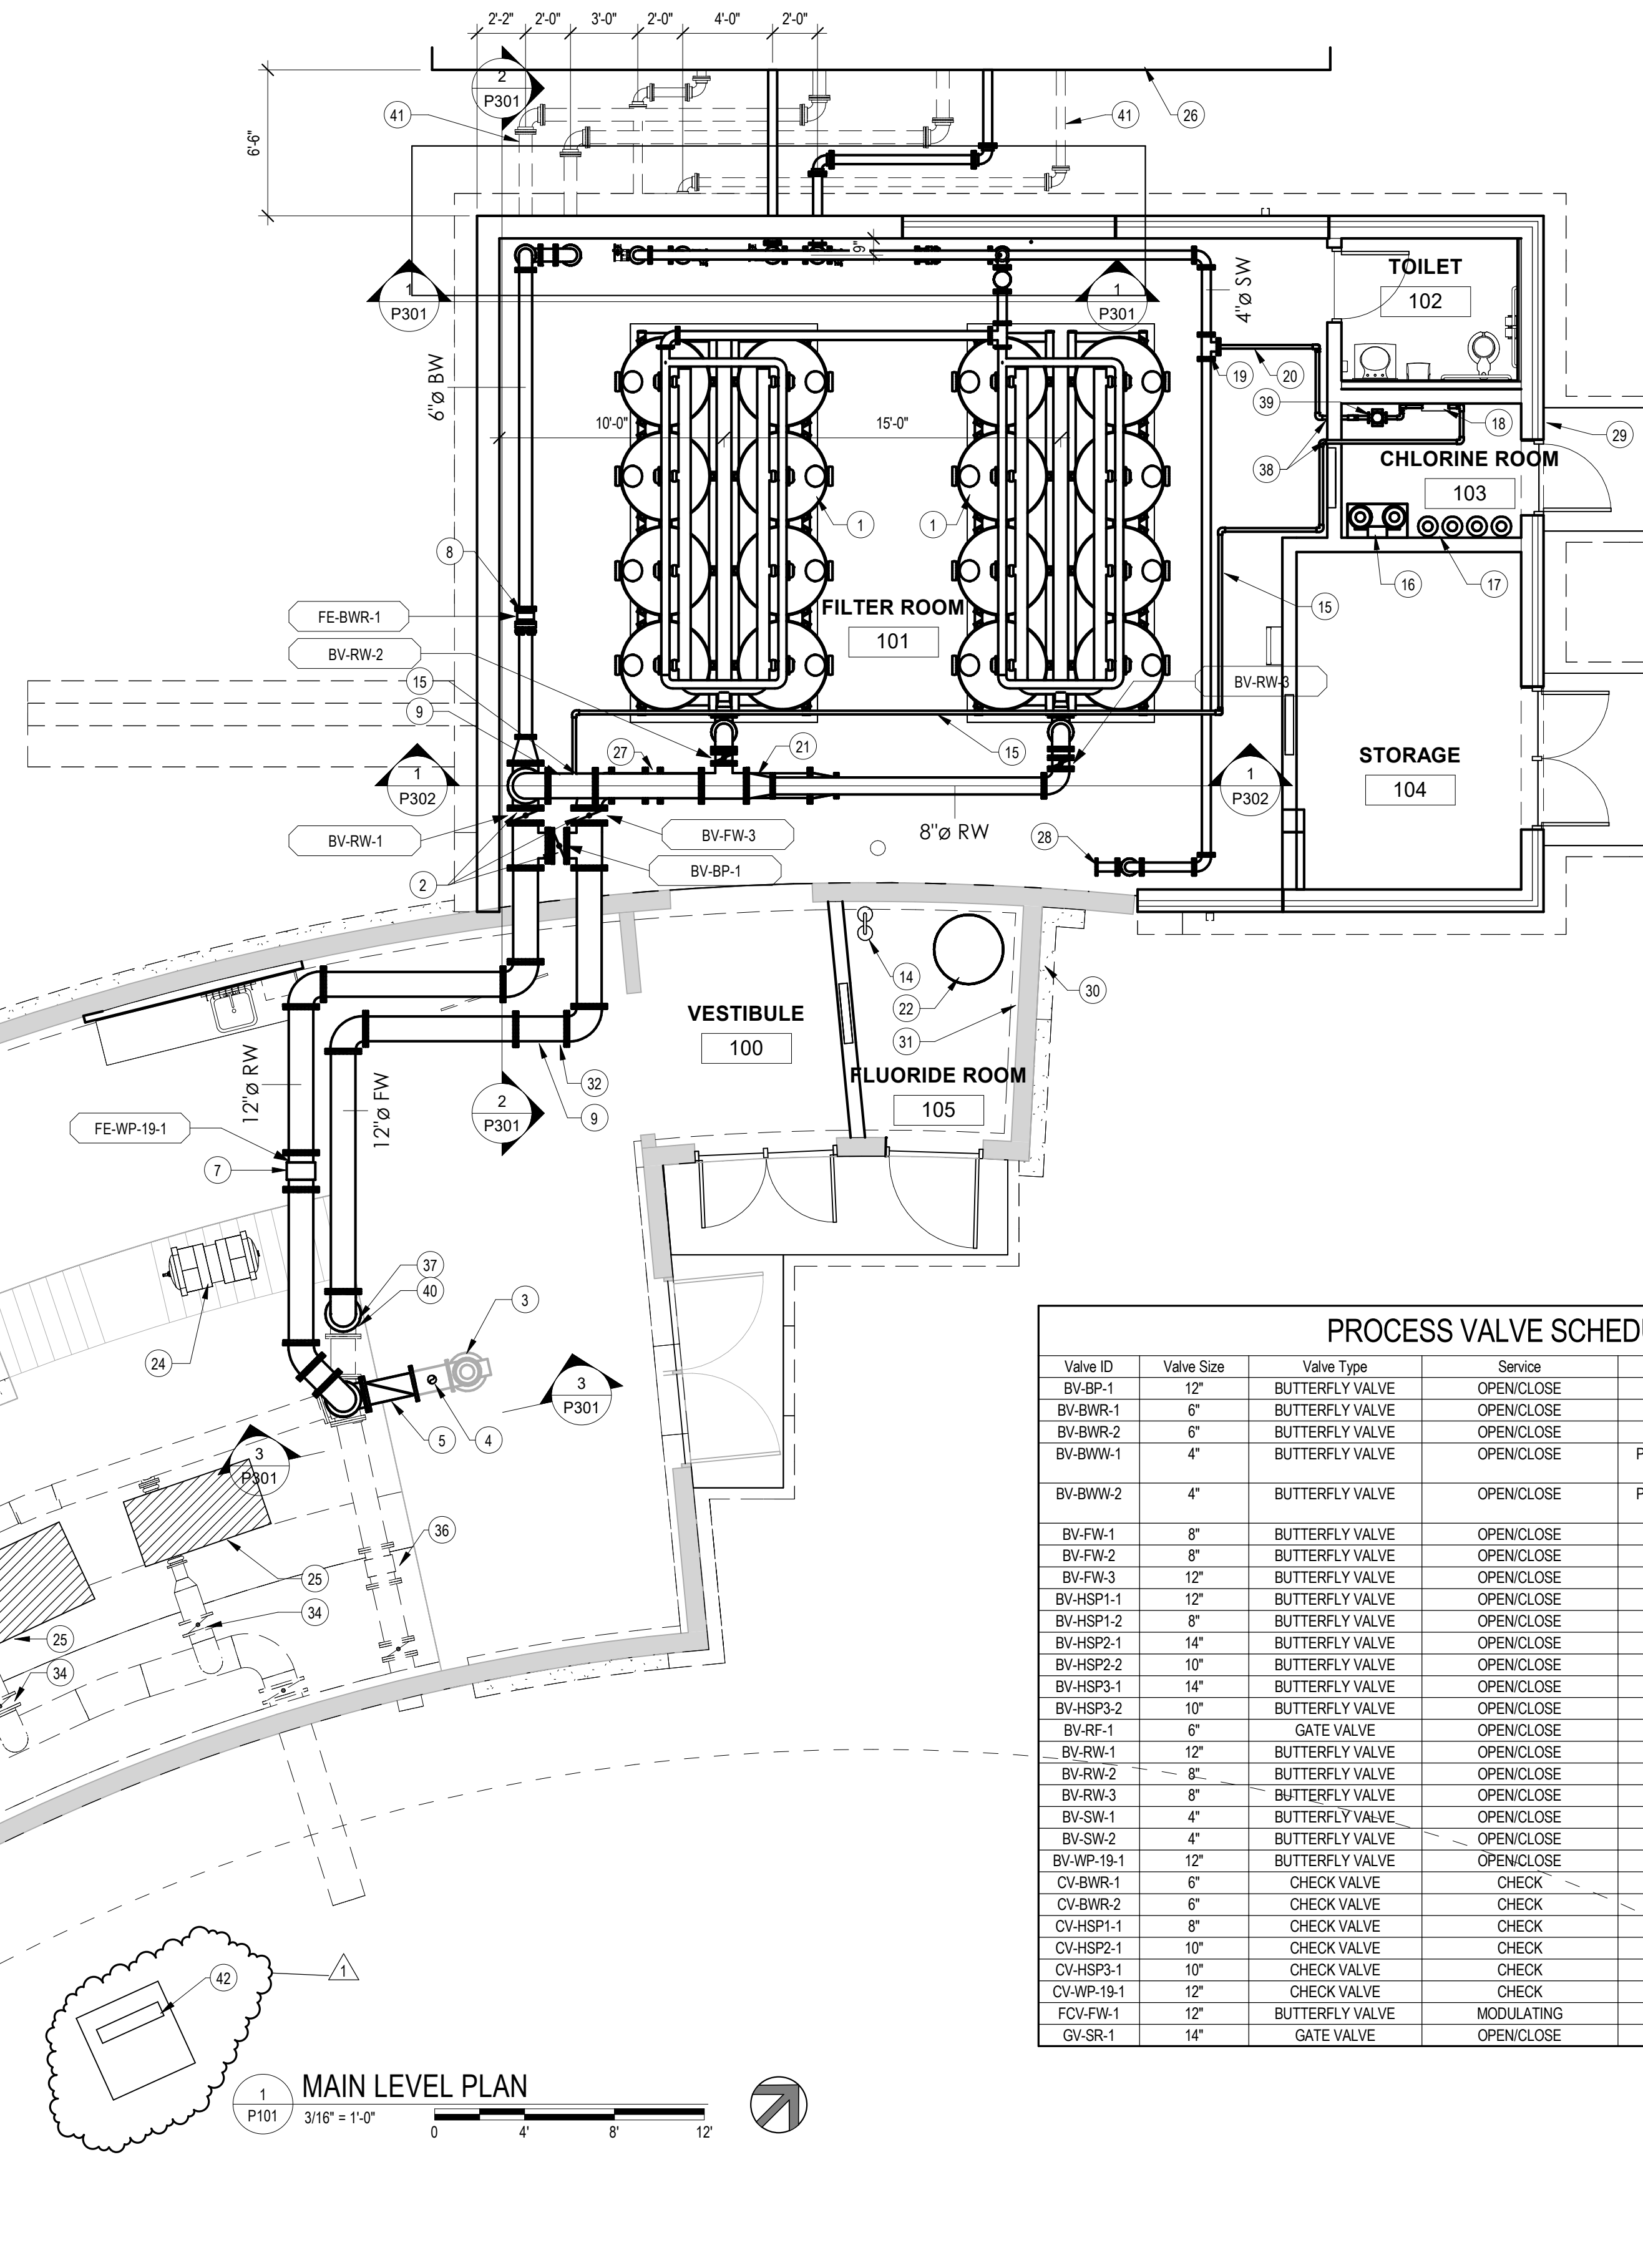 2'-2" 2'-0" 3'-0" 2'-0" 4'-0" 2'-0"
2
P301
41
41
26
6'-6"
9"
1
P301
1
P301
TOILET
102
4"ø SW
6"ø BW
19
20
39
18
29
10'-0"
15'-0"
38
CHLORINE ROOM
103
1
1
8
16
17
15
FE-BWR-1
FILTER ROOM
101
BV-RW-2
15
BV-RW-3
9
27
21
15
STORAGE
104
1
P302
1
P302
BV-RW-1
BV-FW-3
8"ø RW
28
BV-BP-1
2
14
22
30
VESTIBULE
100
31
12"ø RW
12"ø FW
32
FLUORIDE ROOM
105
2
P301
9
FE-WP-19-1
7
37
40
3
24
3
P301
5
4
3
P301
36
25
34
25
34
PROCESS VALVE SCHEDU
Valve ID Valve Size Valve Type Service
BV-BP-1 12" BUTTERFLY VALVE OPEN/CLOSE
BV-BWR-1 6" BUTTERFLY VALVE OPEN/CLOSE
BV-BWR-2 6" BUTTERFLY VALVE OPEN/CLOSE
BV-BWW-1 4" BUTTERFLY VALVE OPEN/CLOSE P
BV-BWW-2 4" BUTTERFLY VALVE OPEN/CLOSE P
BV-FW-1 8" BUTTERFLY VALVE OPEN/CLOSE
BV-FW-2 8" BUTTERFLY VALVE OPEN/CLOSE
BV-FW-3 12" BUTTERFLY VALVE OPEN/CLOSE
BV-HSP1-1 12" BUTTERFLY VALVE OPEN/CLOSE
BV-HSP1-2 8" BUTTERFLY VALVE OPEN/CLOSE
BV-HSP2-1 14" BUTTERFLY VALVE OPEN/CLOSE
BV-HSP2-2 10" BUTTERFLY VALVE OPEN/CLOSE
BV-HSP3-1 14" BUTTERFLY VALVE OPEN/CLOSE
BV-HSP3-2 10" BUTTERFLY VALVE OPEN/CLOSE
BV-RF-1 6" GATE VALVE OPEN/CLOSE
BV-RW-1 12" BUTTERFLY VALVE OPEN/CLOSE
BV-RW-2 8" BUTTERFLY VALVE OPEN/CLOSE
BV-RW-3 8" BUTTERFLY VALVE OPEN/CLOSE
BV-SW-1 4" BUTTERFLY VALVE OPEN/CLOSE
BV-SW-2 4" BUTTERFLY VALVE OPEN/CLOSE
BV-WP-19-1 12" BUTTERFLY VALVE OPEN/CLOSE
CV-BWR-1 6" CHECK VALVE CHECK
CV-BWR-2 6" CHECK VALVE CHECK
CV-HSP1-1 8" CHECK VALVE CHECK
CV-HSP2-1 10" CHECK VALVE CHECK
CV-HSP3-1 10" CHECK VALVE CHECK
CV-WP-19-1 12" CHECK VALVE CHECK
FCV-FW-1 12" BUTTERFLY VALVE MODULATING
GV-SR-1 14" GATE VALVE OPEN/CLOSE
42
1
1
P101
MAIN LEVEL PLAN
3/16" = 1'-0"
0 4' 8' 12'